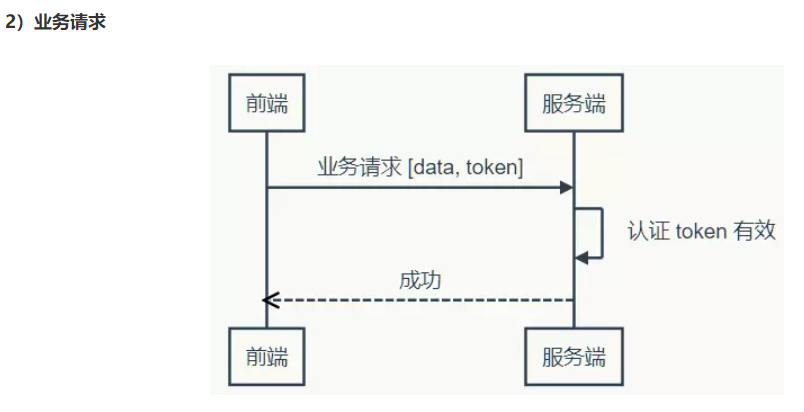 2）业务请求
前端
服务端
业务请求 [data, token]
认证 token 有效
成功
前端
服务端